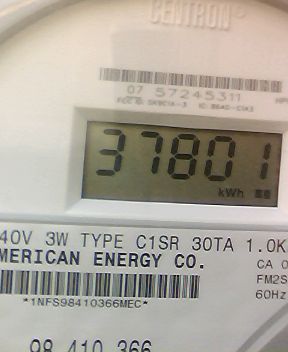 CENTRON®
07 57245311
37801
kWh
40V 3W TYPE C1SR 30TA 1.0K
MERICAN ENERGY CO.
CA 0
FM2S
60Hz
*1NFS98410366MEC*
98 410 366